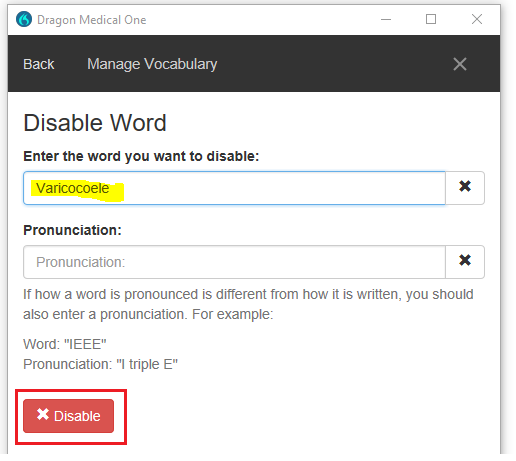 Dragon Medical One
Back Manage Vocabulary
Disable Word
Enter the word you want to disable:
Varicocoele
Pronunciation:
Pronunciation:
If how a word is pronounced is different from how it is written, you should
also enter a pronunciation. For example:
Word: "IEEE"
Pronunciation: "I triple E"
Disable